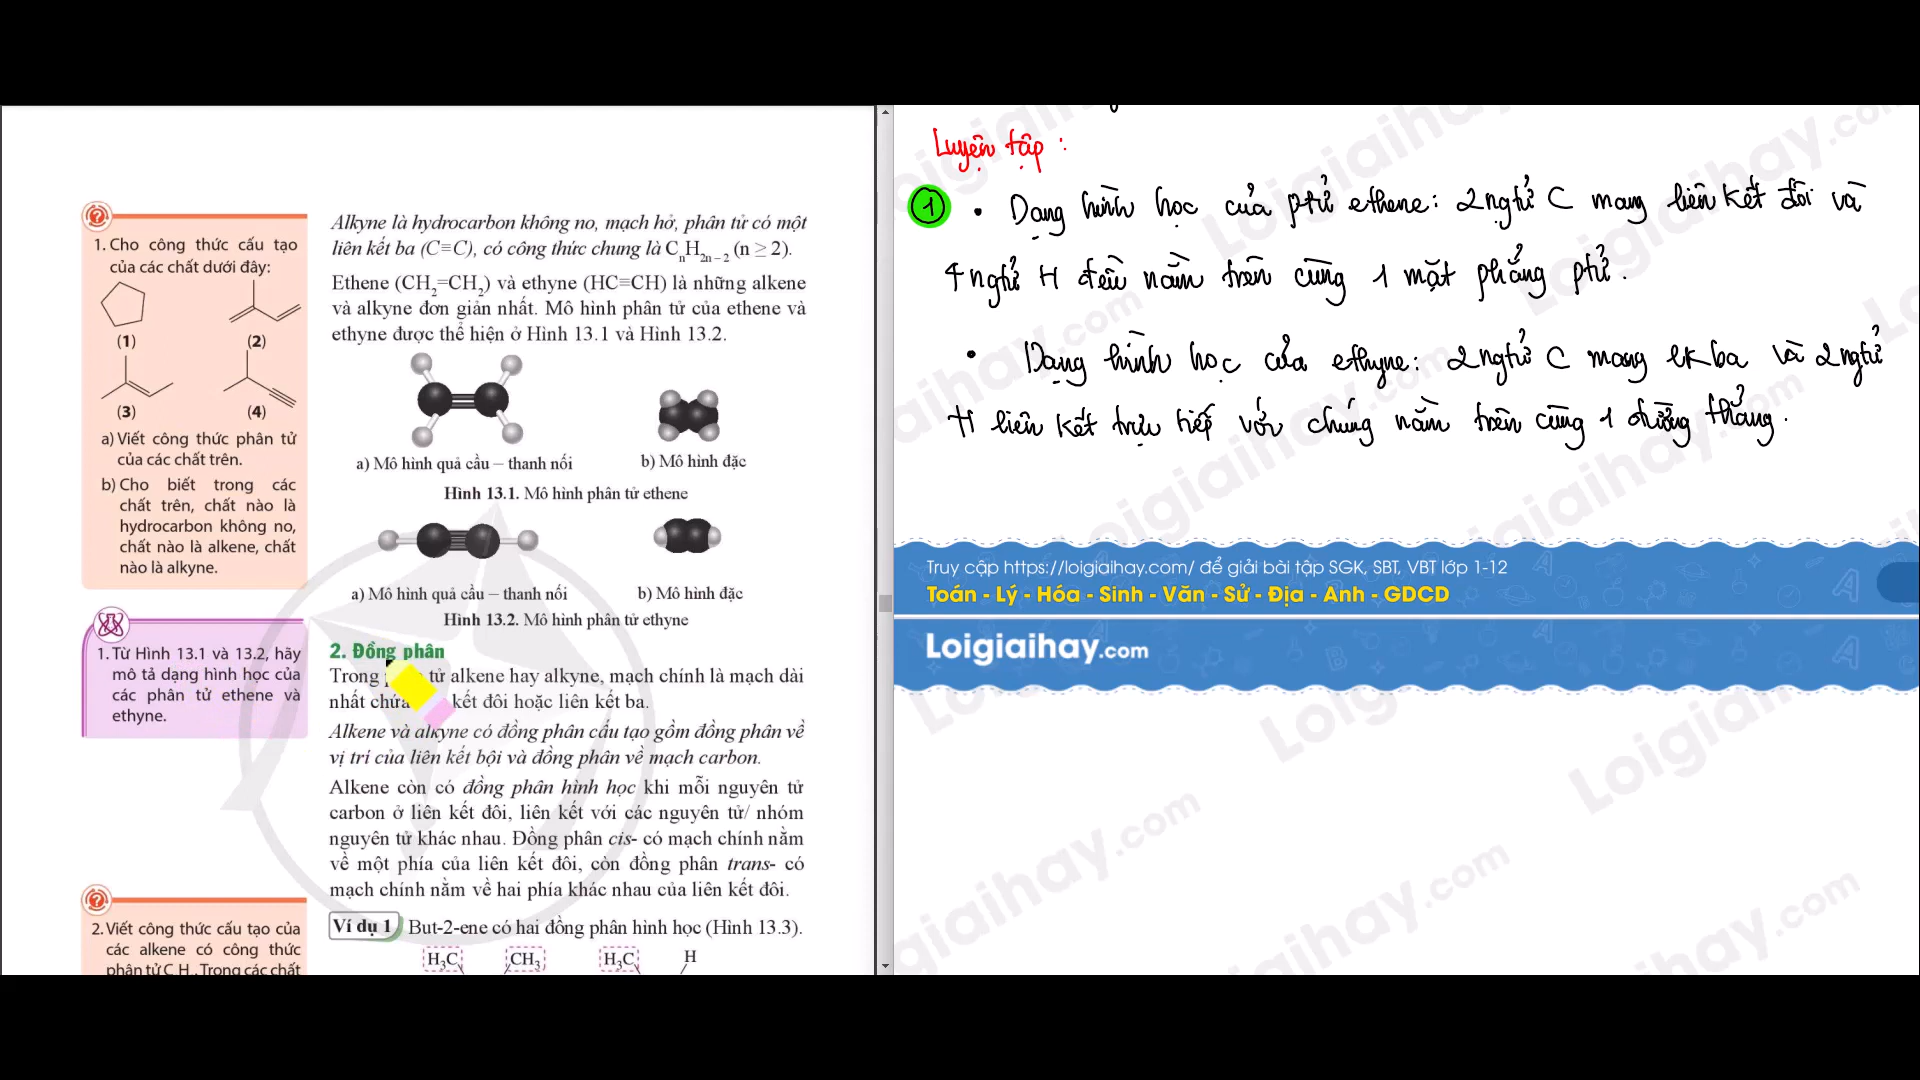 1. Cho công thức cấu tạo
của các chất dưới đây:
(1)
(2)
(3)
(4)
a) Viết công thức phân tử
của các chất trên.
b) Cho biết trong các
chất trên, chất nào là
hydrocarbon không no,
chất nào là alkene, chất
nào là alkyne.
1. Từ Hình 13.1 và 13.2, hãy
mô tả dạng hình học của
các phân tử ethene và
ethyne.
2. Viết công thức cấu tạo của
các alkene có công thức
phân tử C H . Trong các chất
Alkyne là hydrocarbon không no, mạch hở, phân tử có một
liên kết ba (C≡C), có công thức chung là CnH2n – 2 (n ≥ 2).
Ethene (CH2=CH2) và ethyne (HC≡CH) là những alkene
và alkyne đơn giản nhất. Mô hình phân tử của ethene và
ethyne được thể hiện ở Hình 13.1 và Hình 13.2.
a) Mô hình quả cầu – thanh nối
b) Mô hình đặc
Hình 13.1. Mô hình phân tử ethene
a) Mô hình quả cầu – thanh nối
b) Mô hình đặc
Hình 13.2. Mô hình phân tử ethyne
2. Đồng phân
Trong tử alkene hay alkyne, mạch chính là mạch dài
nhất chứa kết đôi hoặc liên kết ba.
Alkene và alkyne có đồng phân cấu tạo gồm đồng phân về
vị trí của liên kết bội và đồng phân về mạch carbon.
Alkene còn có đồng phân hình học khi mỗi nguyên tử
carbon ở liên kết đôi, liên kết với các nguyên tử/ nhóm
nguyên tử khác nhau. Đồng phân cis- có mạch chính nằm
về một phía của liên kết đôi, còn đồng phân trans- có
mạch chính nằm về hai phía khác nhau của liên kết đôi.
Ví dụ 1 But-2-ene có hai đồng phân hình học (Hình 13.3).
H3C CH3 H3C H
Luyện tập :
1 • Dạng hình học của ptử ethene: 2 ngtử C mang liên kết đôi và
4 ngtử H đều nằm trên cùng 1 mặt phẳng ptử.
• Dạng hình học của ethyne: 2 ngtử C mang lk ba và 2 ngtử
H liên kết trực tiếp với chúng nằm trên cùng 1 đường thẳng.
Truy cập https://loigiaihay.com/ để giải bài tập SGK, SBT, VBT lớp 1-12
Toán - Lý - Hóa - Sinh - Văn - Sử - Địa - Anh - GDCD
Loigiaihay.com